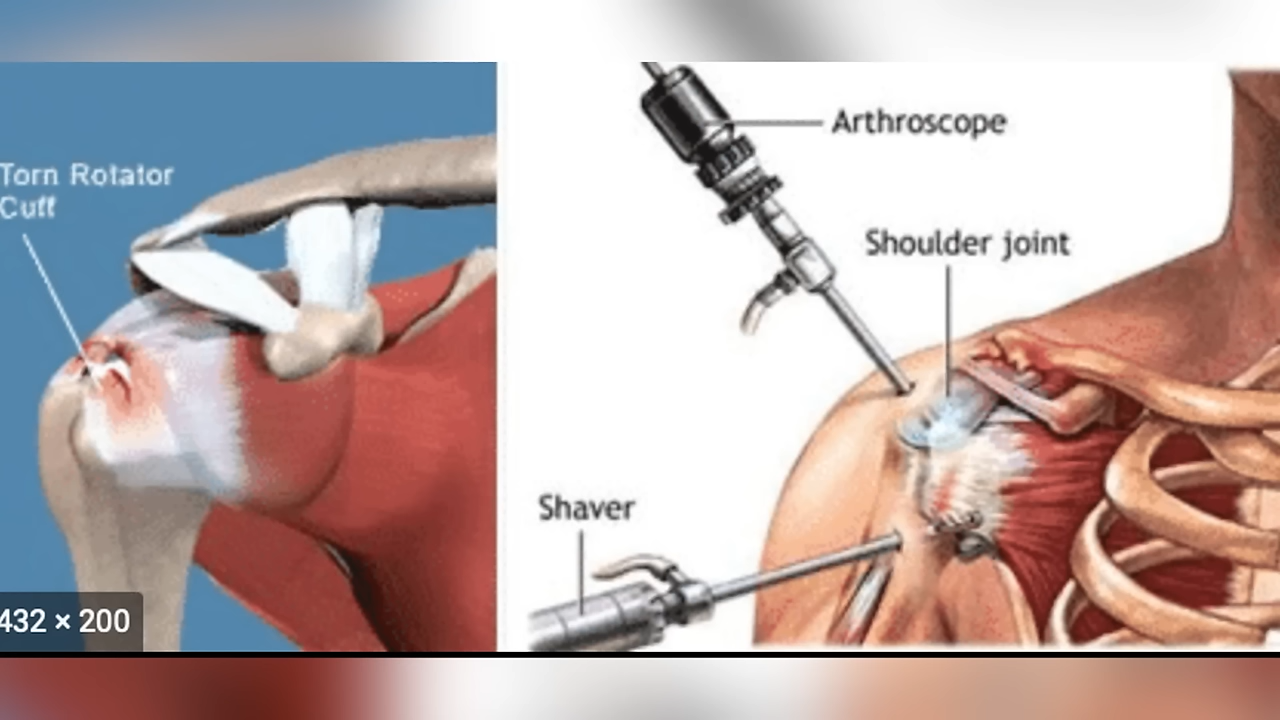 Torn Rotator
Cuff
Arthroscope
Shoulder joint
Shaver
432 × 200